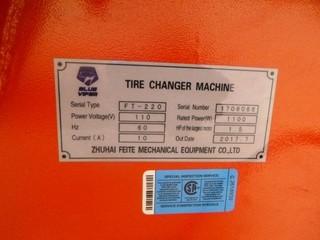 BLUE VIPER
TIRE CHANGER MACHINE
Serial Type FT-220 Serial Number 1706066
Power Voltage(V) 110 Rated Power(W) 1100
Hz 60 HP of the largest motor 1.5
Current (A) 10 Out Date 2017.7
ZHUHAI FEITE MECHANICAL EQUIPMENT CO.,LTD
SPECIAL INSPECTION SERVICE